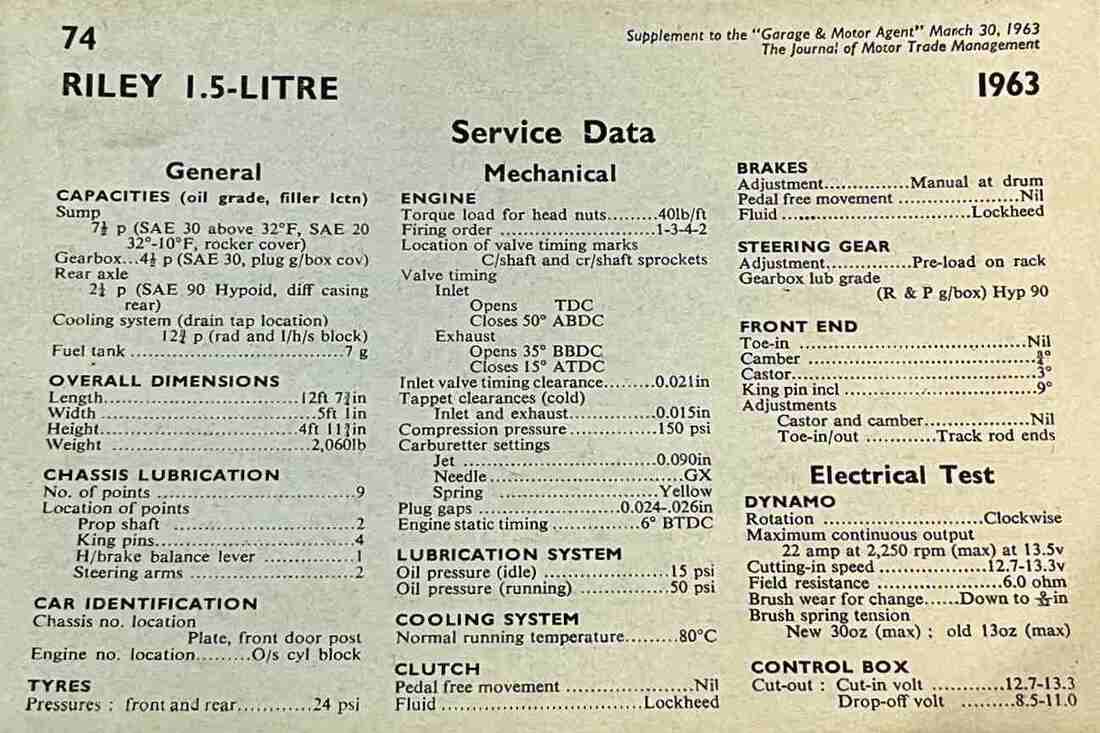 74
Supplement to the "Garage & Motor Agent" March 30, 1963
The Journal of Motor Trade Management
RILEY 1.5-LITRE
1963
Service Data
General
CAPACITIES (oil grade, filler lctn)
Sump
7½ p (SAE 30 above 32°F, SAE 20
32°-10°F, rocker cover)
Gearbox...4½ p (SAE 30, plug g/box cov)
Rear axle
p (SAE 90 Hypoid, diff casing
rear)
Cooling system (drain tap location)
p (rad and l/h/s block)
Fuel tank ..................................7 g
OVERALL DIMENSIONS
Length................................12ft
Width ...................................5ft 1in
Height................................4ft
Weight ................................2,060lb
CHASSIS LUBRICATION
No. of points ................................9
Location of points
Prop shaft .............................2
King pins................................4
H/brake balance lever ...............1
Steering arms ...........................2
CAR IDENTIFICATION
Chassis no. location
Plate, front door post
Engine no. location.........O/s cyl block
TYRES
Pressures : front and rear............24 psi
Mechanical
ENGINE
Torque load for head nuts.........40lb/ft
Firing order ..........................1-3-4-2
Location of valve timing marks
C/shaft and cr/shaft sprockets
Valve timing
Inlet
Opens TDC
Closes 50° ABDC
Exhaust
Opens 35° BBDC
Closes 15° ATDC
Inlet valve timing clearance.........0.021in
Tappet clearances (cold)
Inlet and exhaust...............0.015in
Compression pressure...............150 psi
Carburetter settings
Jet ................................0.090in
Needle................................GX
Spring ..........................Yellow
Plug gaps .......................0.024-.026in
Engine static timing ..............6° BTDC
LUBRICATION SYSTEM
Oil pressure (idle) .....................15 psi
Oil pressure (running) ...............50 psi
COOLING SYSTEM
Normal running temperature.........80°C
CLUTCH
Pedal free movement .....................Nil
Fluid ................................Lockheed
BRAKES
Adjustment...............Manual at drum
Pedal free movement .....................Nil
Fluid ................................Lockheed
STEERING GEAR
Adjustment..............Pre-load on rack
Gearbox lub grade
(R & P g/box) Hyp 90
FRONT END
Toe-in .......................................Nil
Camber
Castor..........................................3°
King pin incl ................................9°
Adjustments
Castor and camber..................Nil
Toe-in/out ............Track rod ends
Electrical Test
DYNAMO
Rotation ..........................Clockwise
Maximum continuous output
22 amp at 2,250 rpm (max) at 13.5v
Cutting-in speed ..................12.7-13.3v
Field resistance .....................6.0 ohm
Brush wear for change......Down to in
Brush spring tension
New 30oz (max) ; old 13oz (max)
CONTROL BOX
Cut-out : Cut-in volt ............12.7-13.3
Drop-off volt .........8.5-11.0